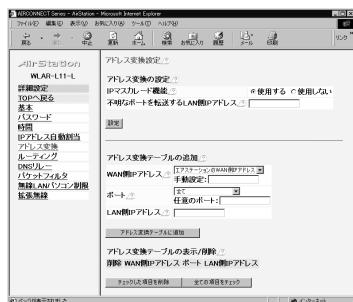 AIRCONNECT Series - AirStation - Microsoft Internet Explorer
ファイル(F) 編集(E) 表示(V) お気に入り(A) ツール(T) ヘルプ(H)
戻る 進む 中止 更新 ホーム 検索 お気に入り 履歴 メール 印刷 リンク
AirStation
WLAR-L11-L
詳細設定
TOPへ戻る
基本
パスワード
時間
IPアドレス自動割当
アドレス変換
ルーティング
DNSリレー
パケットフィルタ
無線LANパソコン制限
拡張無線
アドレス変換設定
アドレス変換の設定
IPマスカレード機能 使用する 使用しない
不明なポートを転送するLAN側IPアドレス
設定
アドレス変換テーブルの追加
WAN側IPアドレス エアステーションのWAN側IPアドレス
手動設定:
ポート 全て
任意のポート:
LAN側IPアドレス
アドレス変換テーブルに追加
アドレス変換テーブルの表示/削除
削除 WAN側IPアドレス ポート LAN側IPアドレス
チェックした項目を削除 全ての項目をチェック
ページが表示されました インターネット